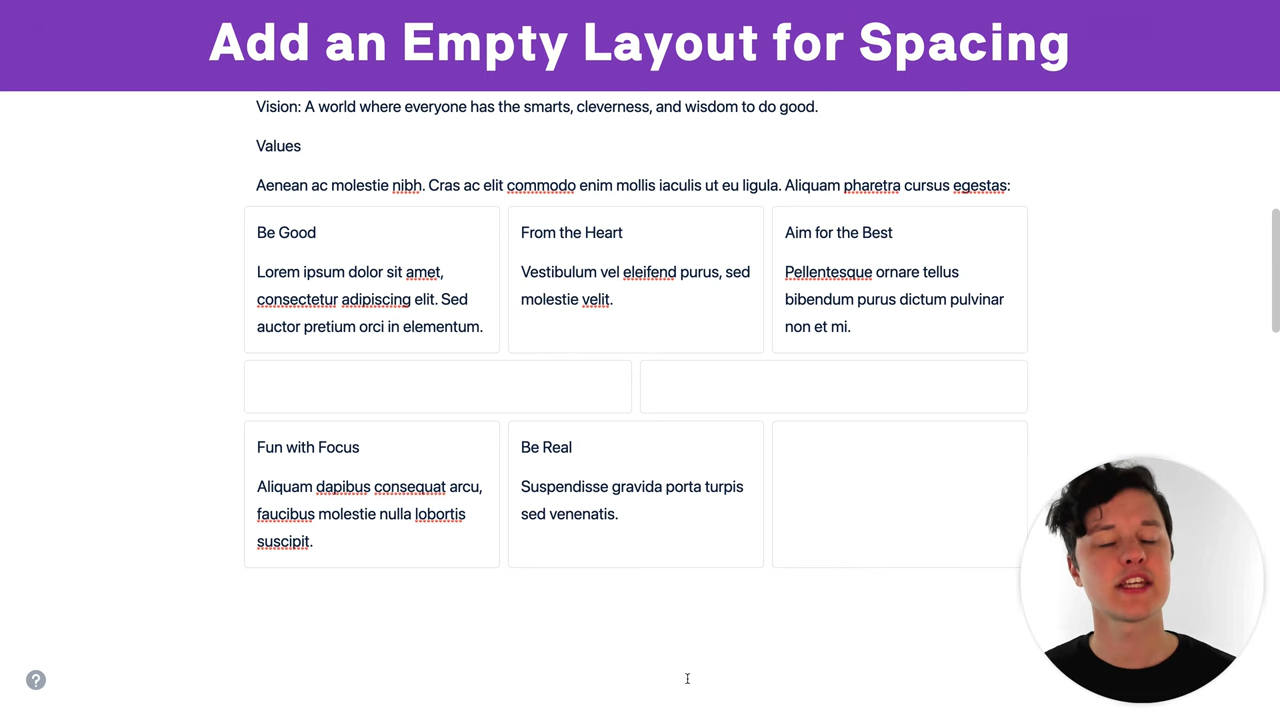 Add an Empty Layout for Spacing
Vision: A world where everyone has the smarts, cleverness, and wisdom to do good.
Values
Aenean ac molestie nibh. Cras ac elit commodo enim mollis iaculis ut eu ligula. Aliquam pharetra cursus egestas:
Be Good
Lorem ipsum dolor sit amet,
consectetur adipiscing elit. Sed
auctor pretium orci in elementum.
From the Heart
Vestibulum vel eleifend purus, sed
molestie velit.
Aim for the Best
Pellentesque ornare tellus
bibendum purus dictum pulvinar
non et mi.
Fun with Focus
Aliquam dapibus consequat arcu,
faucibus molestie nulla lobortis
suscipit.
Be Real
Suspendisse gravida porta turpis
sed venenatis.
?